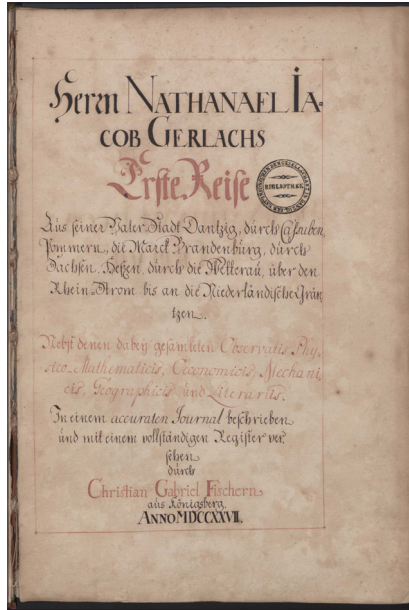 Herrn NATHANAEL IA-
COB GERLACHS
Erste Reise
BIBLIOTHEK
Aus seiner Vater Stadt Dantzig, durch Cassuben
Pommern, die Marck Brandenburg, durch
Sachsen, Hessen, durch die Wetterau, über den
Rhein-Strom bis an die Niederländische Grän
tzen.
Nebst denen dabey gesamleten Observatis Phy,
sico-Mathematicis, Oeconomicis, Mechani,
cis, Geographicis und Literariis.
In einem accuraten Journal beschrieben
und mit einem vollständigen Register ver,
sehen
durch
Christian Gabriel Fischern
aus Königsberg.
ANNO MDCCXXVII.